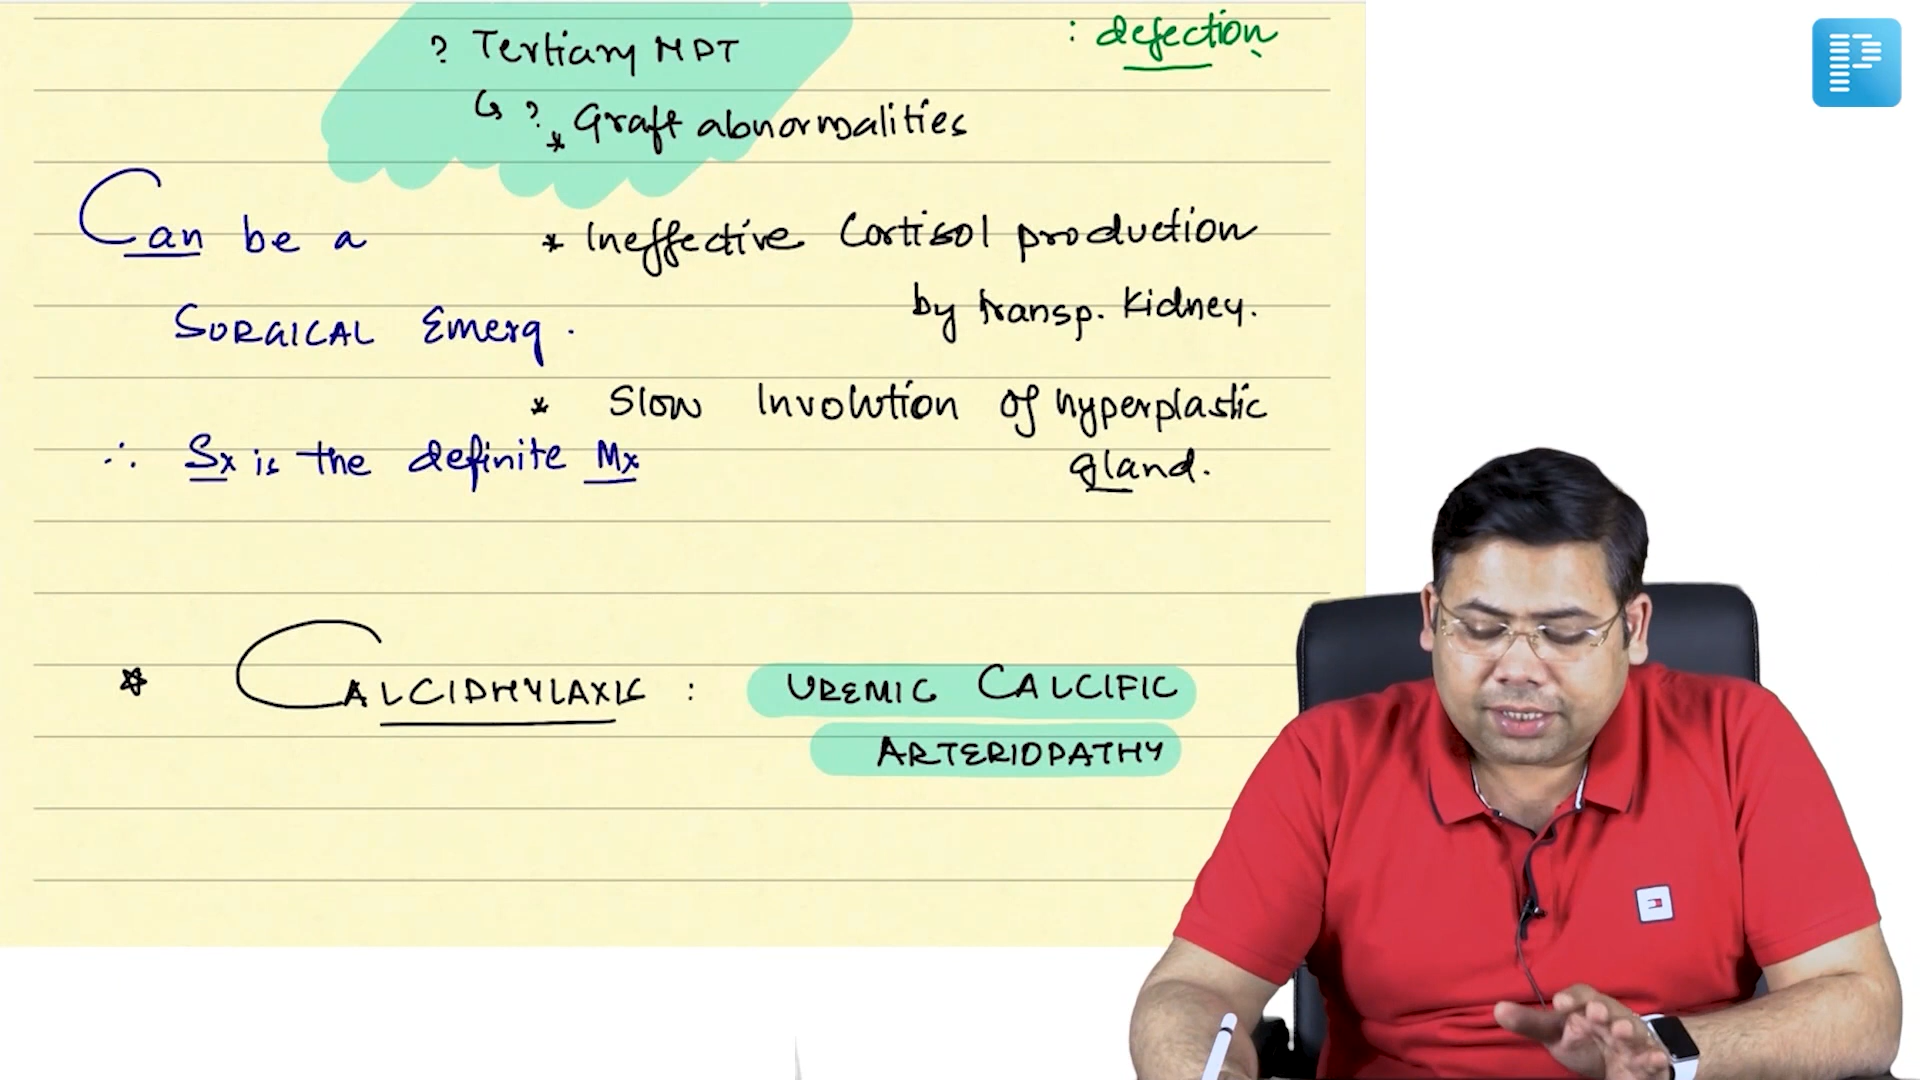 ? Tertiary HPT
: defection
↳ ? * Graft abnormalities
Can be a
* Ineffective Cortisol production
by transp. Kidney.
SURGICAL Emerg.
* Slow Involution of hyperplastic
gland.
∴ Sx is the definite Mx
* CALCIPHYLAXIS : UREMIC CALCIFIC
ARTERIOPATHY